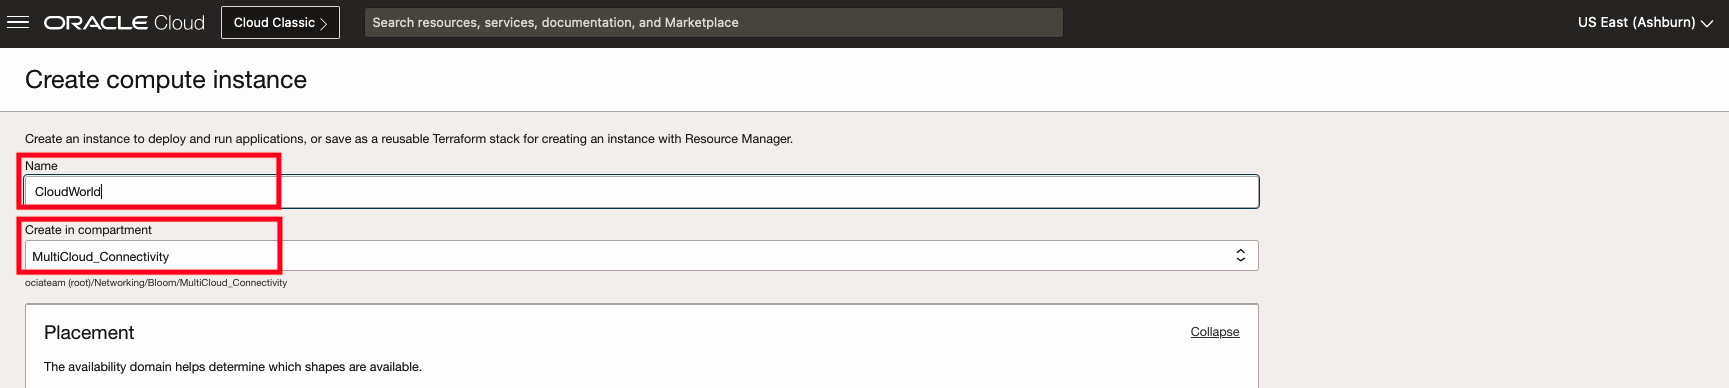 ORACLE Cloud
Cloud Classic
Search resources, services, documentation, and Marketplace
US East (Ashburn)
Create compute instance
Create an instance to deploy and run applications, or save as a reusable Terraform stack for creating an instance with Resource Manager.
Name
CloudWorld
Create in compartment
MultiCloud_Connectivity
ociateam (root)/Networking/Bloom/MultiCloud_Connectivity
Placement
Collapse
The availability domain helps determine which shapes are available.